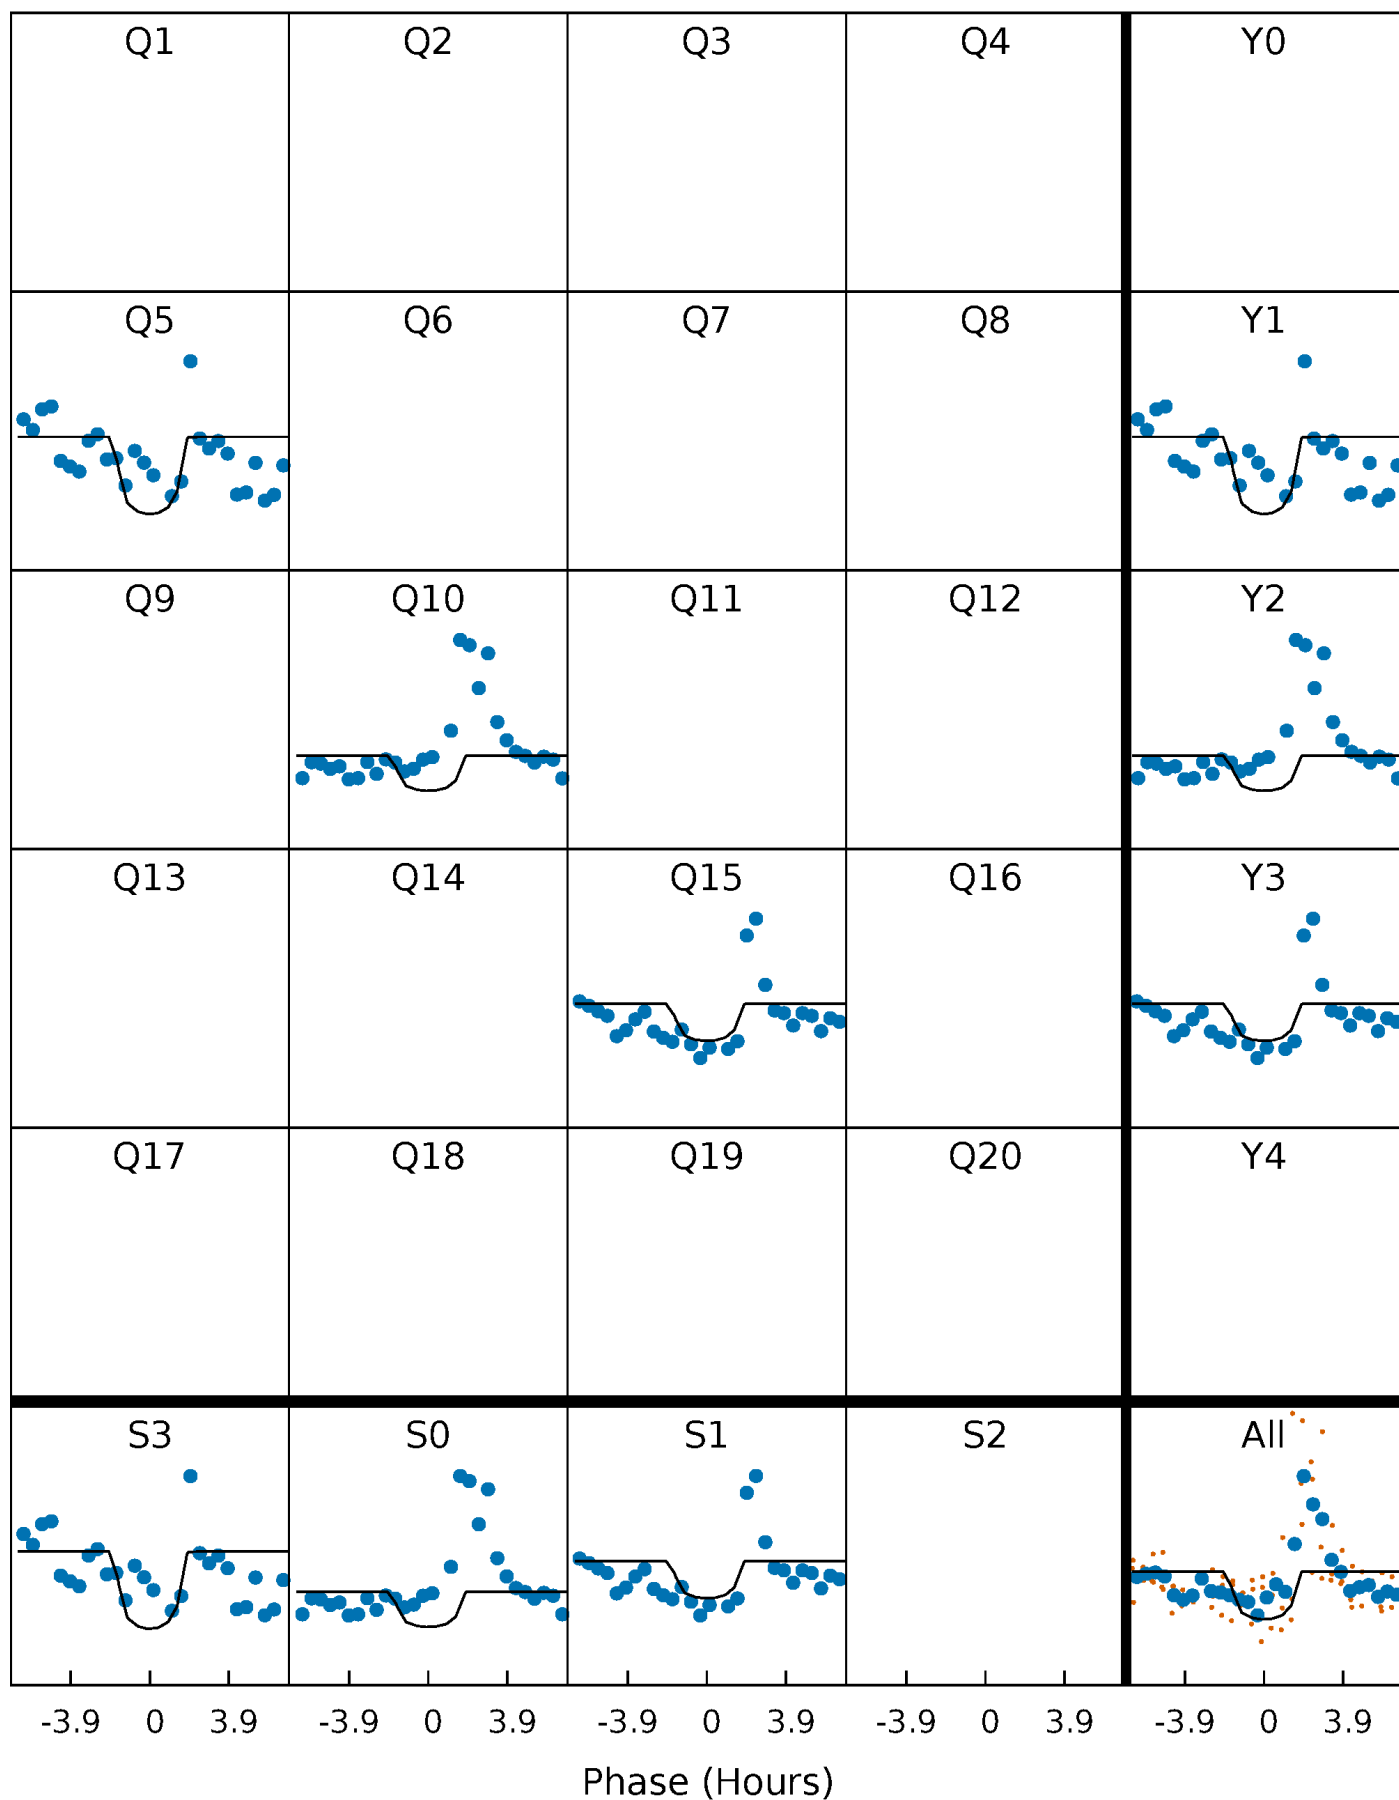 Q1 Q2 Q3 Q4 Y0
Q5 Q6 Q7 Q8 Y1
Q9 Q10 Q11 Q12 Y2
Q13 Q14 Q15 Q16 Y3
Q17 Q18 Q19 Q20 Y4
S3 S0 S1 S2 All
-3.9 0 3.9 -3.9 0 3.9 -3.9 0 3.9 -3.9 0 3.9 -3.9 0 3.9
Phase (Hours)